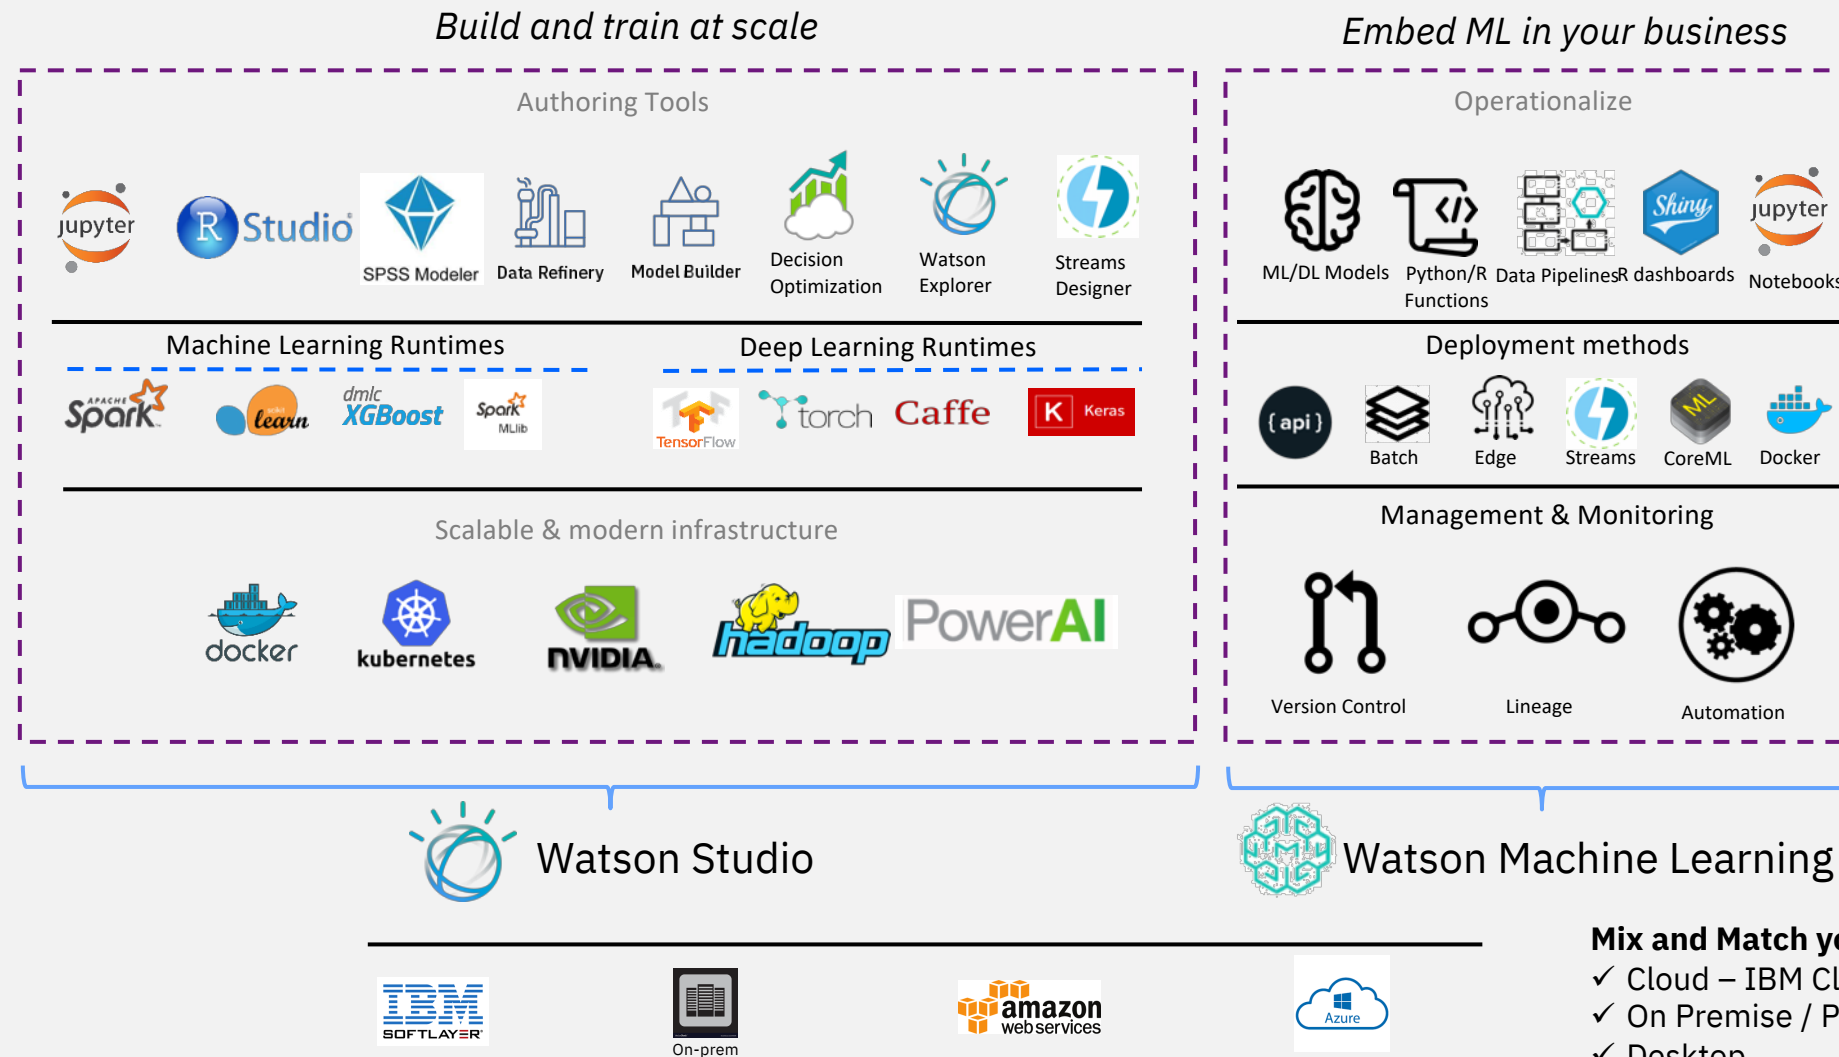 Build and train at scale
Embed ML in your business
Authoring Tools
Operationalize
jupyter
R Studio
SPSS Modeler
Data Refinery
Model Builder
Decision
Optimization
Watson
Explorer
Streams
Designer
ML/DL Models
Python/R
Functions
Data Pipelines
Shiny
R dashboards
jupyter
Notebooks
Machine Learning Runtimes
Deep Learning Runtimes
Deployment methods
APACHE
Spark
scikit
learn
dmlc
XGBoost
Spark
MLlib
TensorFlow
torch
Caffe
K Keras
{api}
Batch
Edge
Streams
ML
CoreML
Docker
Scalable & modern infrastructure
Management & Monitoring
docker
kubernetes
NVIDIA.
hadoop
PowerAI
Version Control
Lineage
Automation
Watson Studio
Watson Machine Learning
IBM
SOFTLAYER
On-prem
amazon
web services
Azure
Mix and Match
✓ Cloud – IBM
✓ On Premise /
✓ Desktop